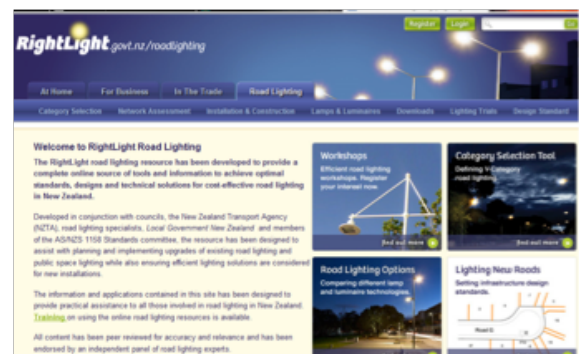 Register Login Go
RightLight.govt.nz/roadlighting
At Home For Business In The Trade Road Lighting
Category Selection Network Assessment Installation & Construction Lamps & Luminaires Downloads Lighting Trails Design Standard
Welcome to RightLight Road Lighting
The RightLight road lighting resource has been developed to provide a
complete online source of tools and information to achieve optimal
standards, designs and technical solutions for cost-effective road lighting
in New Zealand.
Developed in conjunction with councils, the New Zealand Transport Agency
(NZTA), road lighting specialists, Local Government New Zealand and members
of the AS/NZS 1158 Standards committee, the resource has been designed to
assist with planning and implementing upgrades of existing road lighting and
public space lighting while also ensuring efficient lighting solutions are considered
for new installations.
The information and applications contained in this site has been designed to
provide practical assistance to all those involved in road lighting in New Zealand.
Training on using the online road lighting resources is available.
All content has been peer reviewed for accuracy and relevance and has been
endorsed by an independent panel of road lighting experts.
Workshops
Efficient road lighting
workshops. Register
your interest now.
find out more
Category Selection Tool
Defining V-Category
road lighting.
find out more
Road Lighting Options
Comparing different lamp
and luminaire technologies.
Lighting New Roads
Setting infrastructure design
standards.
Road G